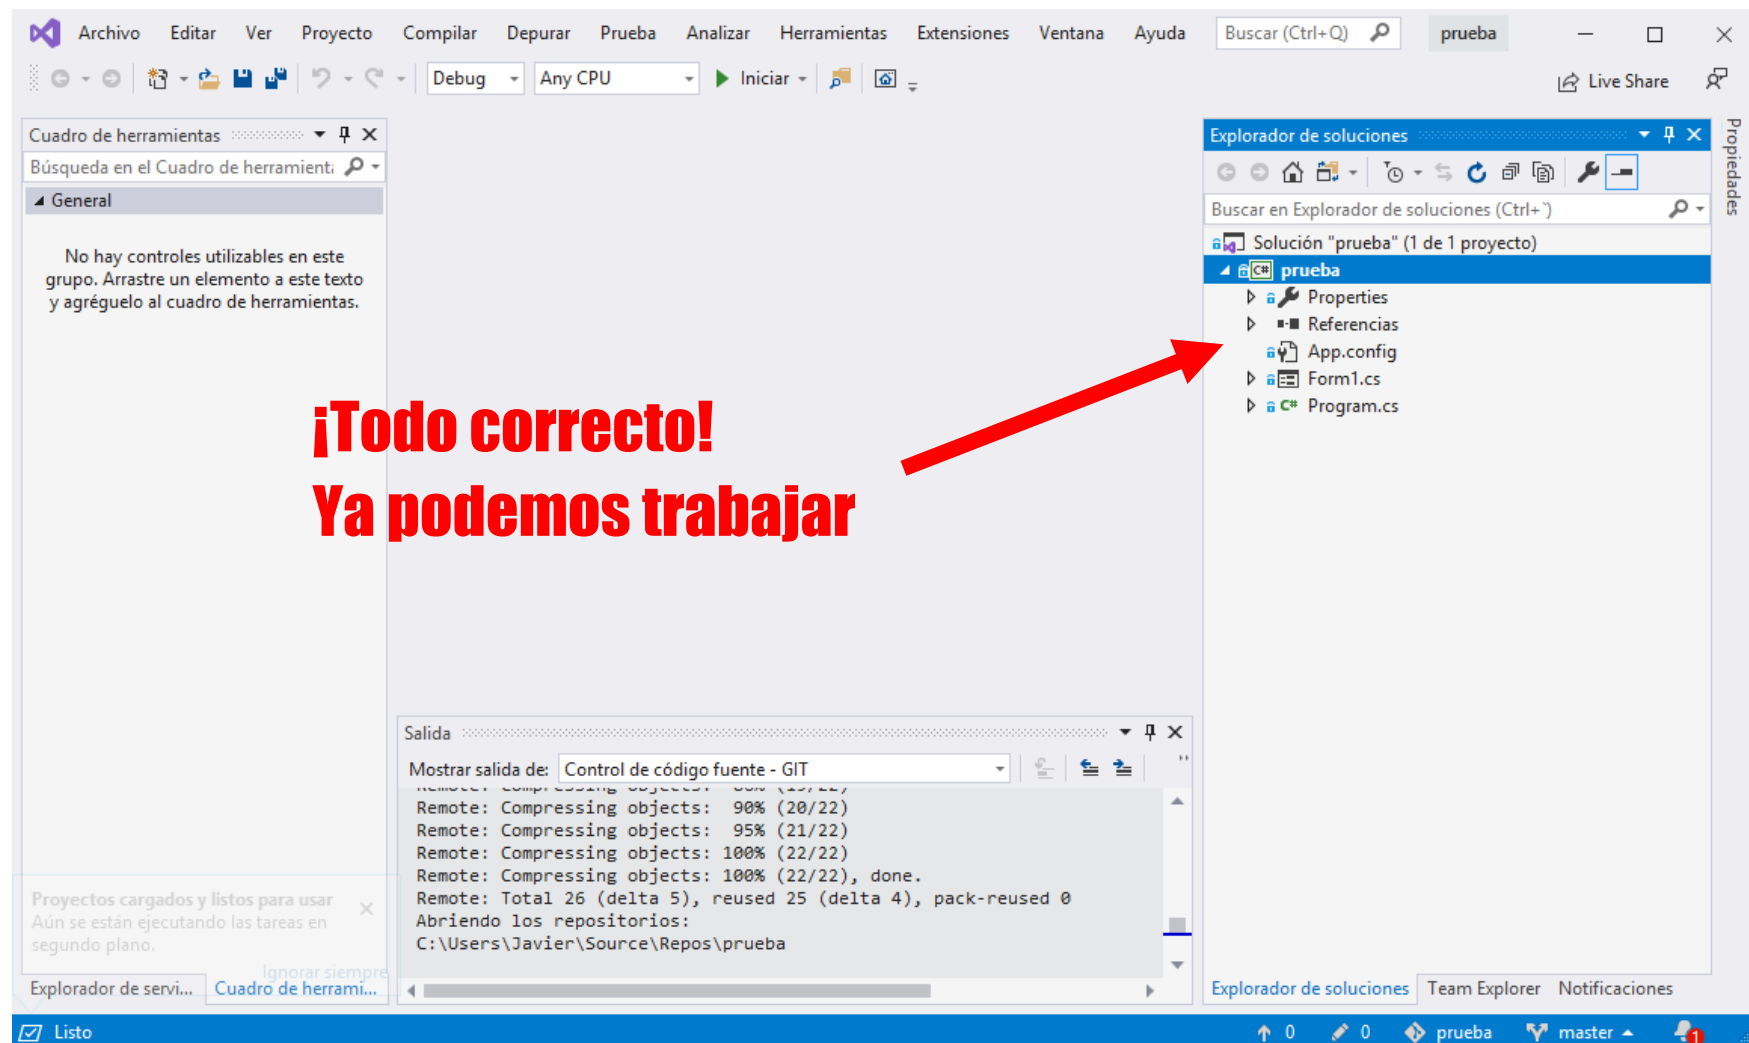 Archivo Editar Ver Proyecto Compilar Depurar Prueba Analizar Herramientas Extensiones Ventana Ayuda Buscar (Ctrl+Q) prueba
Debug Any CPU Iniciar Live Share
Cuadro de herramientas
Búsqueda en el Cuadro de herramient
General
No hay controles utilizables en este
grupo. Arrastre un elemento a este texto
y agréguelo al cuadro de herramientas.
¡Todo correcto!
Ya podemos trabajar
Explorador de soluciones
Buscar en Explorador de soluciones (Ctrl+`)
Solución "prueba" (1 de 1 proyecto)
C# prueba
Properties
Referencias
App.config
Form1.cs
C# Program.cs
Propiedades
Salida
Mostrar salida de: Control de código fuente - GIT
Remote: Compressing objects: (19/22)
Remote: Compressing objects: 90% (20/22)
Remote: Compressing objects: 95% (21/22)
Remote: Compressing objects: 100% (22/22)
Remote: Compressing objects: 100% (22/22), done.
Remote: Total 26 (delta 5), reused 25 (delta 4), pack-reused 0
Abriendo los repositorios:
C:\Users\Javier\Source\Repos\prueba
Proyectos cargados y listos para usar
Aún se están ejecutando las tareas en
segundo plano.
Ignorar siempre
Explorador de servi... Cuadro de herrami...
Explorador de soluciones Team Explorer Notificaciones
Listo 0 0 prueba master 1